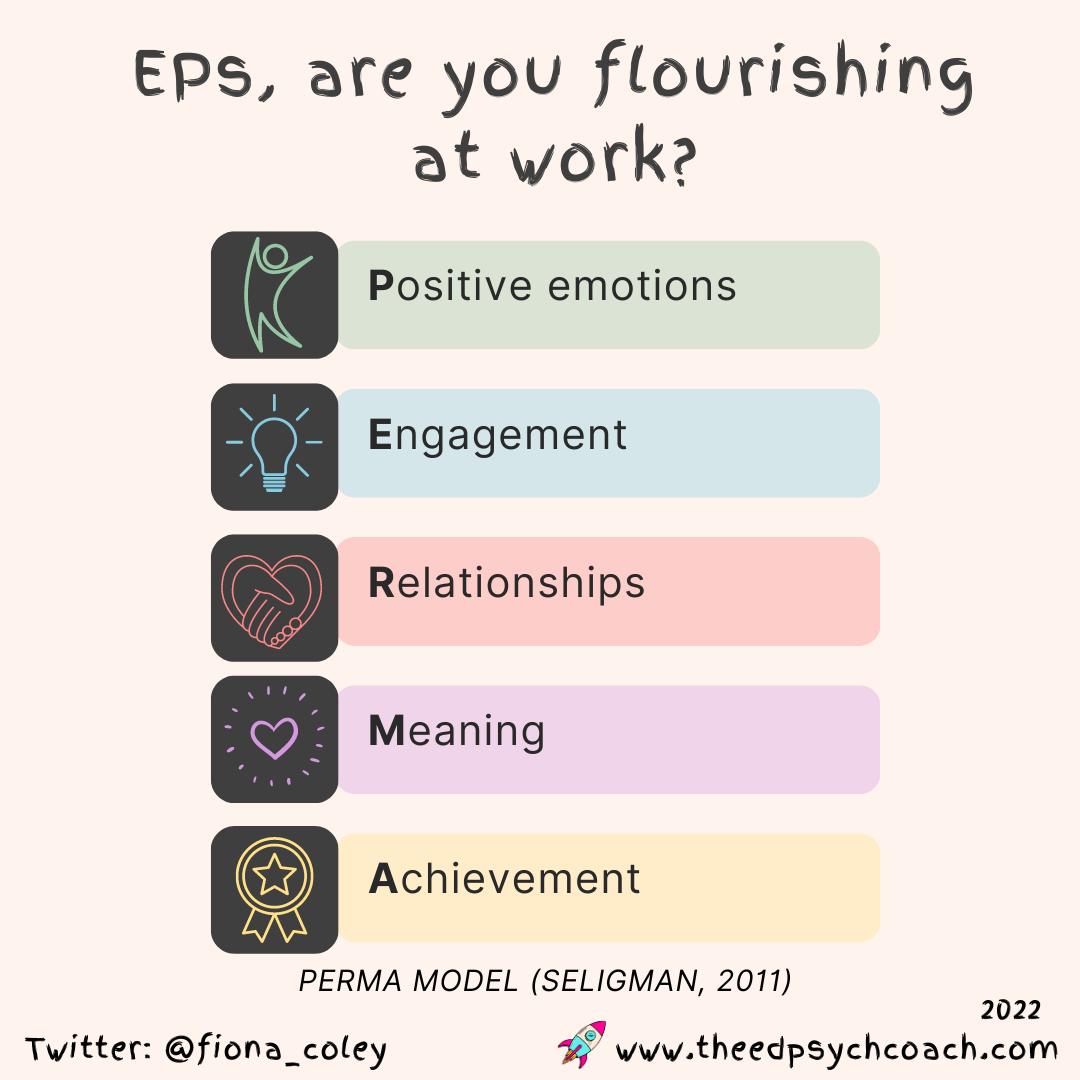 EPs, are you flourishing
at work?
Positive emotions
Engagement
Relationships
Meaning
Achievement
PERMA MODEL (SELIGMAN, 2011)
2022
Twitter: @fiona_coley
www.theedpsychcoach.com